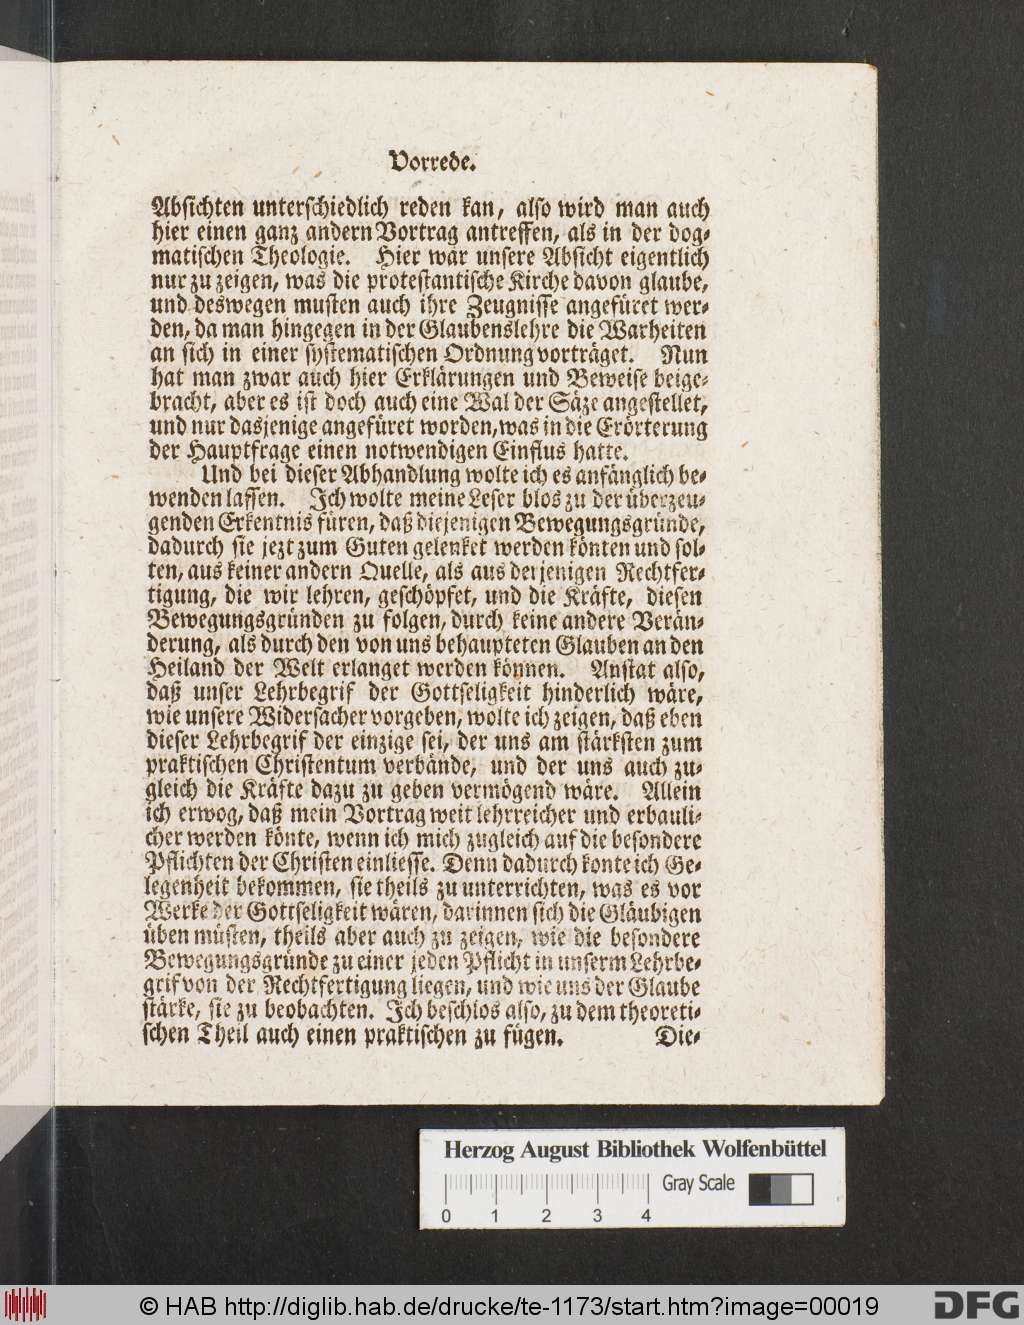 Vorrede.
Absichten unterschiedlich reden kan, also wird man auch
hier einen ganz andern Vortrag antreffen, als in der dog-
matischen Theologie. Hier war unsere Absicht eigentlich
nur zu zeigen, was die protestantische Kirche davon glaube,
und deswegen musten auch ihre Zeugnisse angefüret wer-
den, da man hingegen in der Glaubenslehre die Warheiten
an sich in einer systematischen Ordnung vorträget. Nun
hat man zwar auch hier Erklärungen und Beweise beige-
bracht, aber es ist doch auch eine Wal der Säze angestellet,
und nur dasjenige angefüret worden, was in die Erörterung
der Hauptfrage einen notwendigen Einflus hatte.
Und bei dieser Abhandlung wolte ich es anfänglich be-
wenden lassen. Ich wolte meine Leser blos zu der überzeu-
genden Erkentnis füren, daß diejenigen Bewegungsgründe,
dadurch sie jezt zum Guten gelenket werden könten und sol-
ten, aus keiner andern Quelle, als aus derjenigen Rechtfer-
tigung, die wir lehren, geschöpfet, und die Kräfte, diesen
Bewegungsgründen zu folgen, durch keine andere Verän-
derung, als durch den von uns behaupteten Glauben an den
Heiland der Welt erlanget werden können. Anstat also,
daß unser Lehrbegrif der Gottseligkeit hinderlich wäre,
wie unsere Widersacher vorgeben, wolte ich zeigen, daß eben
dieser Lehrbegrif der einzige sei, der uns am stärksten zum
praktischen Christentum verbände, und der uns auch zu-
gleich die Kräfte dazu zu geben vermögend wäre. Allein
ich erwog, daß mein Vortrag weit lehrreicher und erbauli-
cher werden könte, wenn ich mich zugleich auf die besondere
Pflichten der Christen einliesse. Denn dadurch konte ich Ge-
legenheit bekommen, sie theils zu unterrichten, was es vor
Werke der Gottseligkeit wären, darinnen sich die Gläubigen
üben müsten, theils aber auch zu zeigen, wie die besondere
Bewegungsgründe zu einer jeden Pflicht in unserm Lehrbe-
grif von der Rechtfertigung liegen, und wie uns der Glaube
stärke, sie zu beobachten. Ich beschlos also, zu dem theoreti-
schen Theil auch einen praktischen zu fügen. Die-
Herzog August Bibliothek Wolfenbüttel
Gray Scale
0 1 2 3 4
© HAB http://diglib.hab.de/drucke/te-1173/start.htm?image=00019
DFG